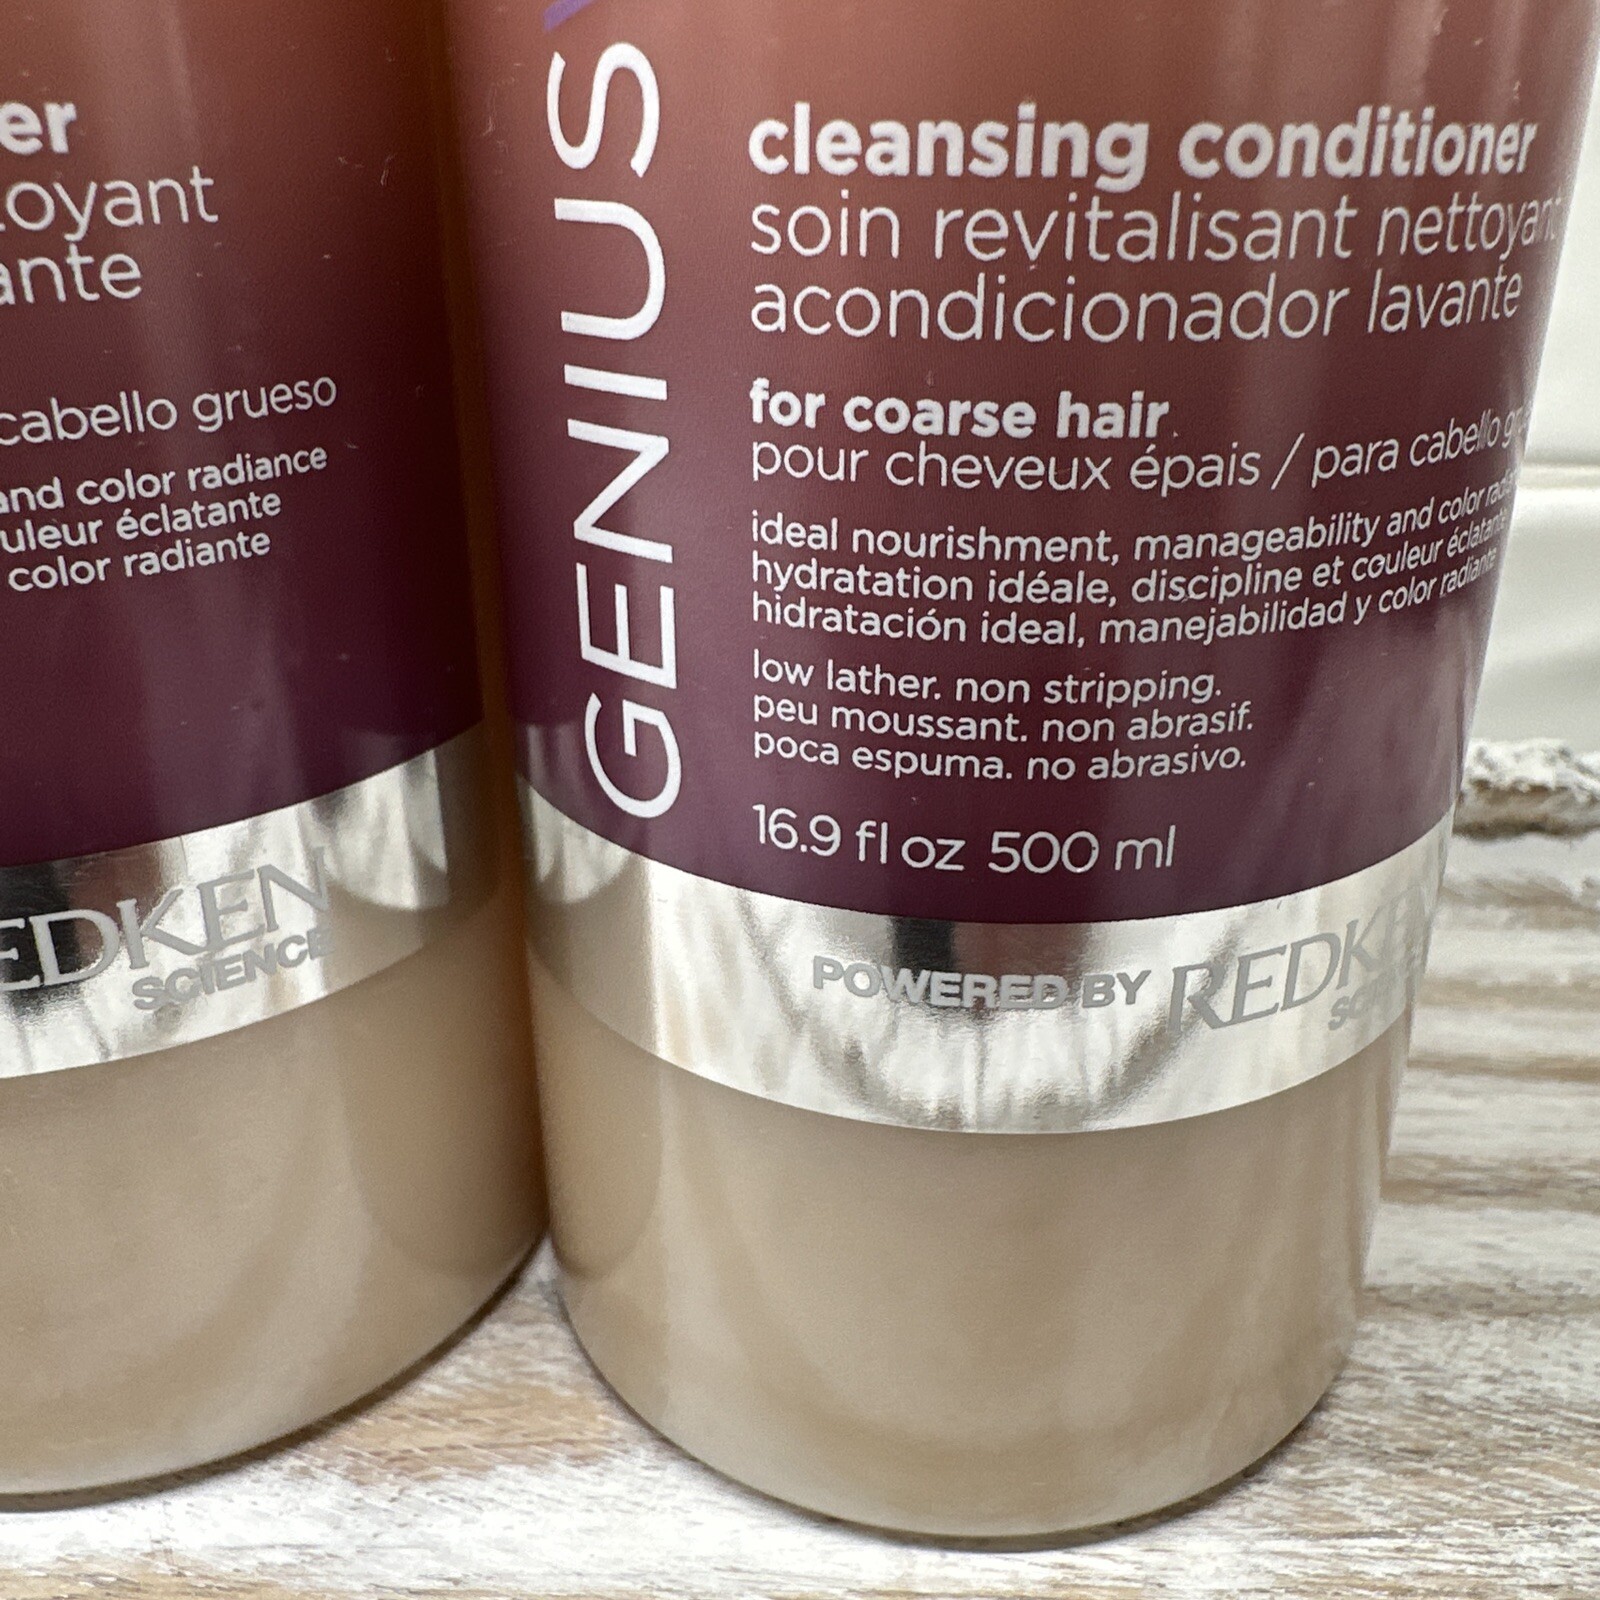 er
toyant
ante
cabello grueso
and color radiance
uleur éclatante
color radiante
EDKEN
SCIENCE
GENIUS
cleansing conditioner
soin revitalisant nettoyant
acondicionador lavante
for coarse hair
pour cheveux épais / para cabello
ideal nourishment, manageability and color
hydratation idéale, discipline et couleur éclatante
hidratación ideal, manejabilidad y color radiante
low lather. non stripping.
peu moussant. non abrasif.
poca espuma. no abrasivo.
16.9 fl oz 500 ml
POWERED BY REDKEN